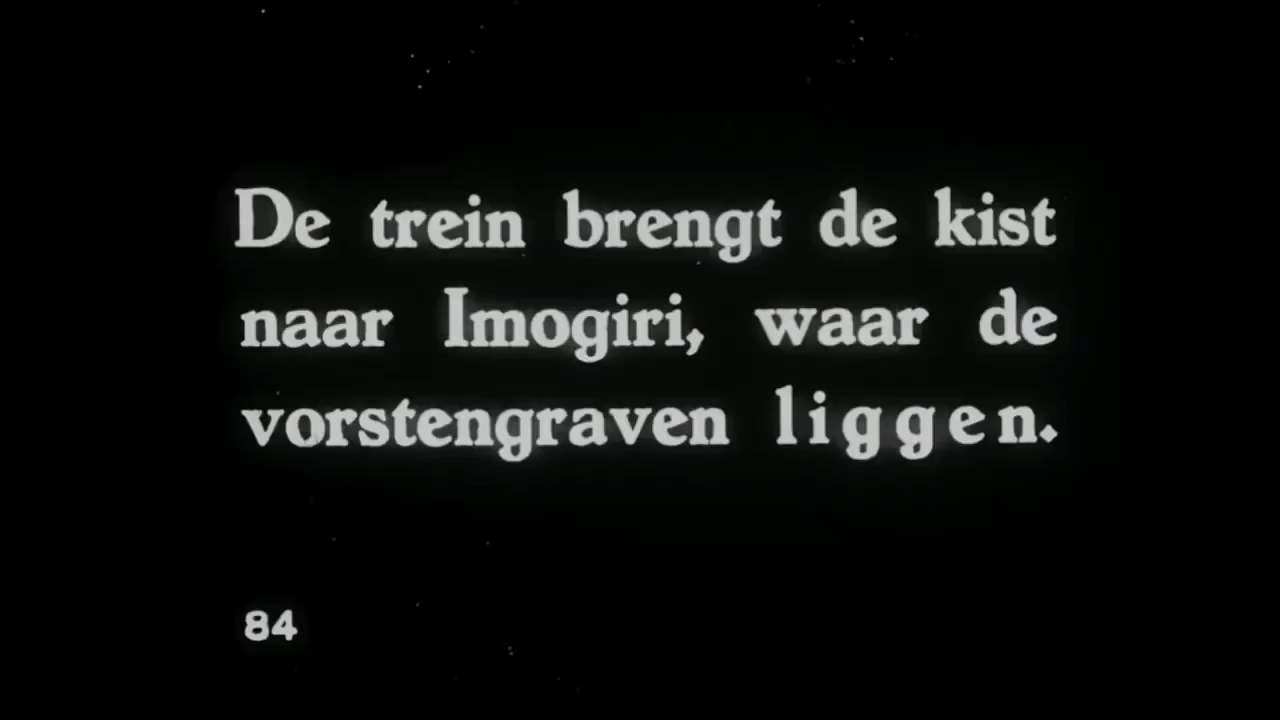 De trein brengt de kist
naar Imogiri, waar de
vorstengraven liggen.
84